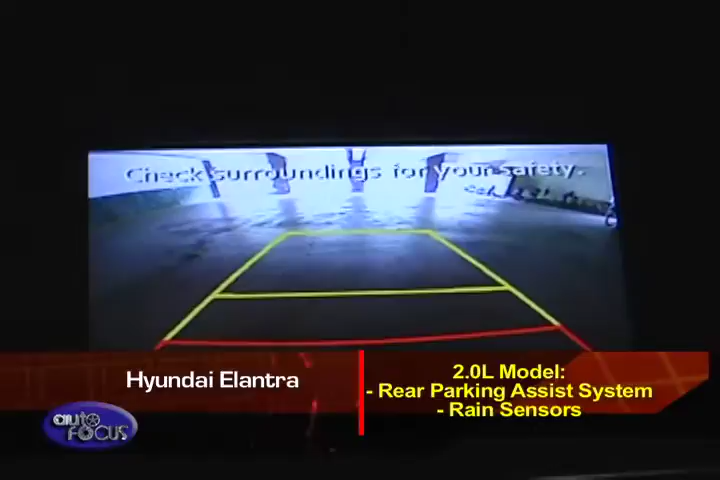 Check surroundings for your safety.
Hyundai Elantra
2.0L Model:
- Rear Parking Assist System
- Rain Sensors
auto
FOCUS